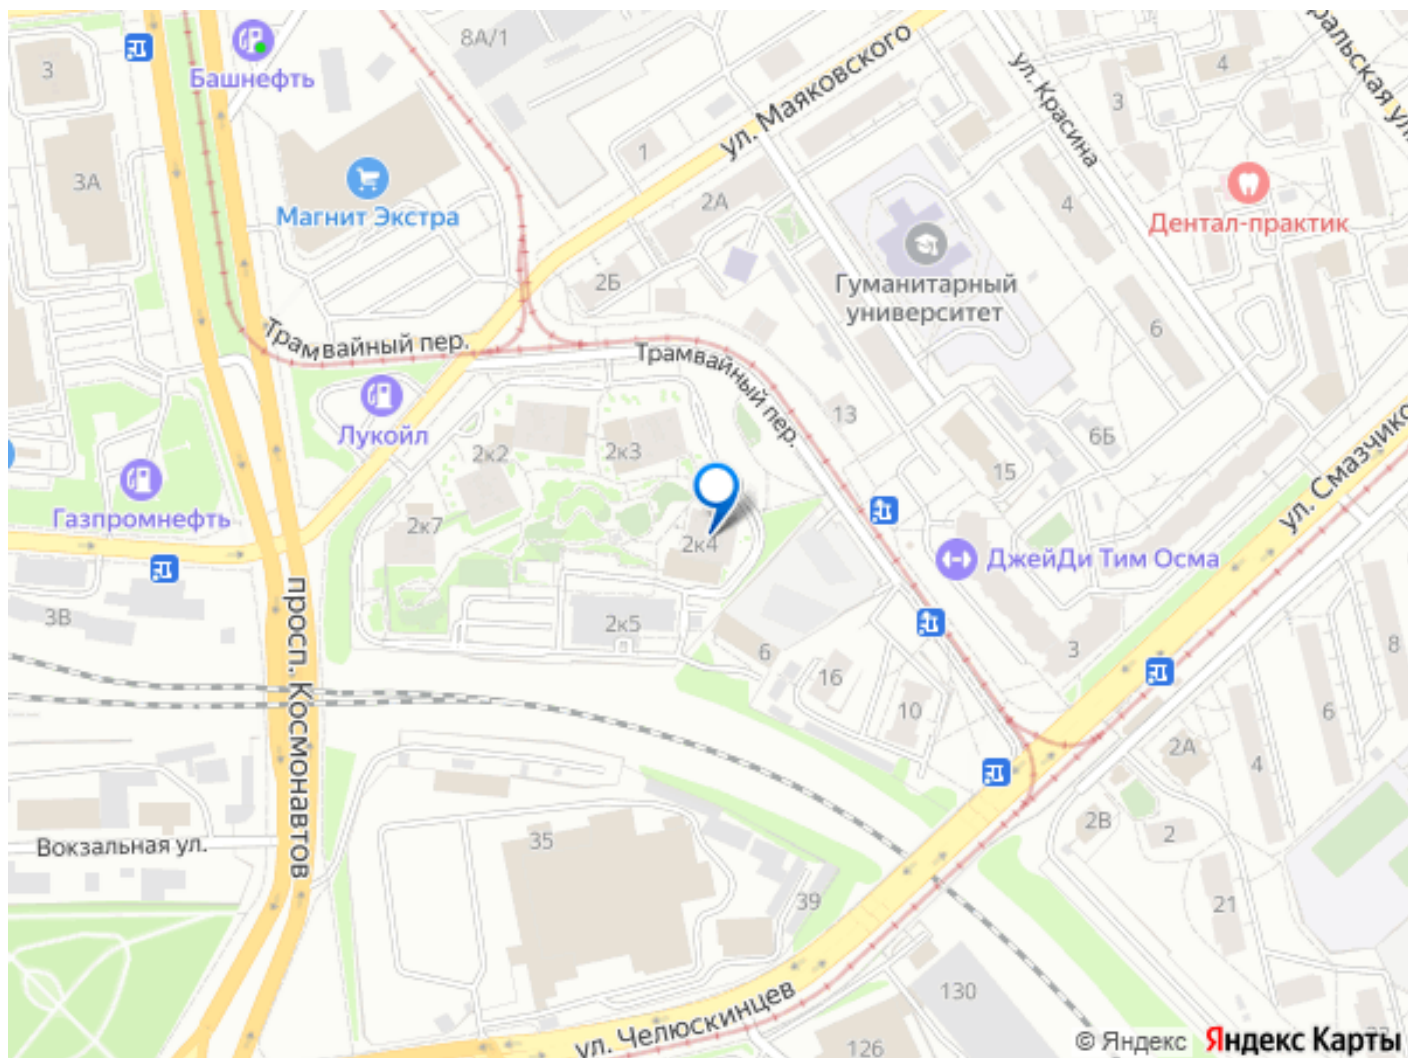 8А/1
Башнефть
3
ул. Маяковского
ул. Красина
4
3
3А
1
Магнит Экстра
2А
4
Дентал-практик
Гуманитарный
университет
2Б
6
Трамвайный пер.
Трамвайный пер.
Лукойл
13
2к2
2к3
6Б
15
ул. Смазчико
Газпромнефть
2к7
2к4
ДжейДи Тим Осма
3В
2к5
6
3
8
16
10
6
просп. Космонавтов
2А
4
Вокзальная ул.
35
2В
2
39
21
130
ул. Челюскинцев
126
© Яндекс
Яндекс Карты